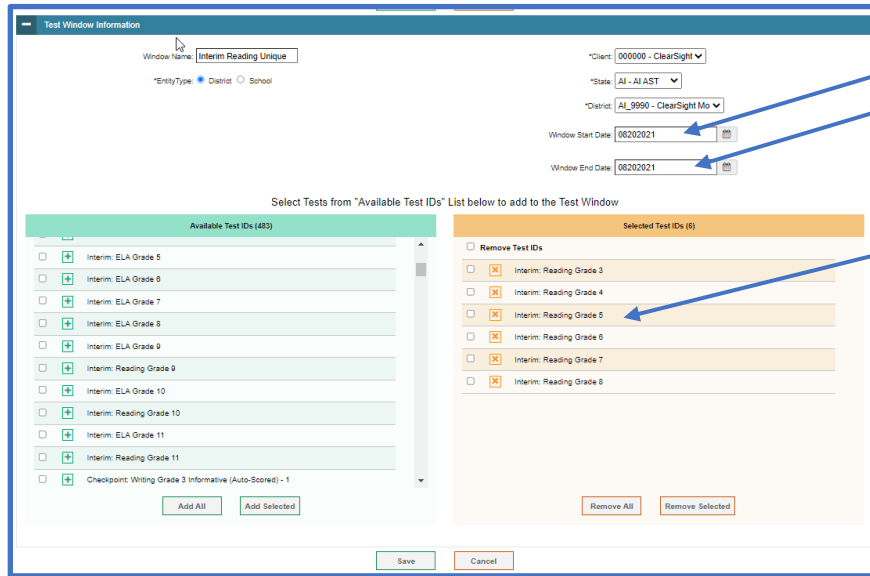 Test Window Information
Window Name: Interim Reading Unique
*Client: 000000 - ClearSight
*EntityType: District School
*State: AI - AI AST
*District: AI_9990 - ClearSight Mo
Window Start Date: 08202021
Window End Date: 08202021
Select Tests from "Available Test IDs" List below to add to the Test Window
Available Test IDs (483)
Interim: ELA Grade 5
Interim: ELA Grade 6
Interim: ELA Grade 7
Interim: ELA Grade 8
Interim: ELA Grade 9
Interim: Reading Grade 9
Interim: ELA Grade 10
Interim: Reading Grade 10
Interim: ELA Grade 11
Interim: Reading Grade 11
Checkpoint: Writing Grade 3 Informative (Auto-Scored) - 1
Add All Add Selected
Selected Test IDs (6)
Remove Test IDs
Interim: Reading Grade 3
Interim: Reading Grade 4
Interim: Reading Grade 5
Interim: Reading Grade 6
Interim: Reading Grade 7
Interim: Reading Grade 8
Remove All Remove Selected
Save Cancel